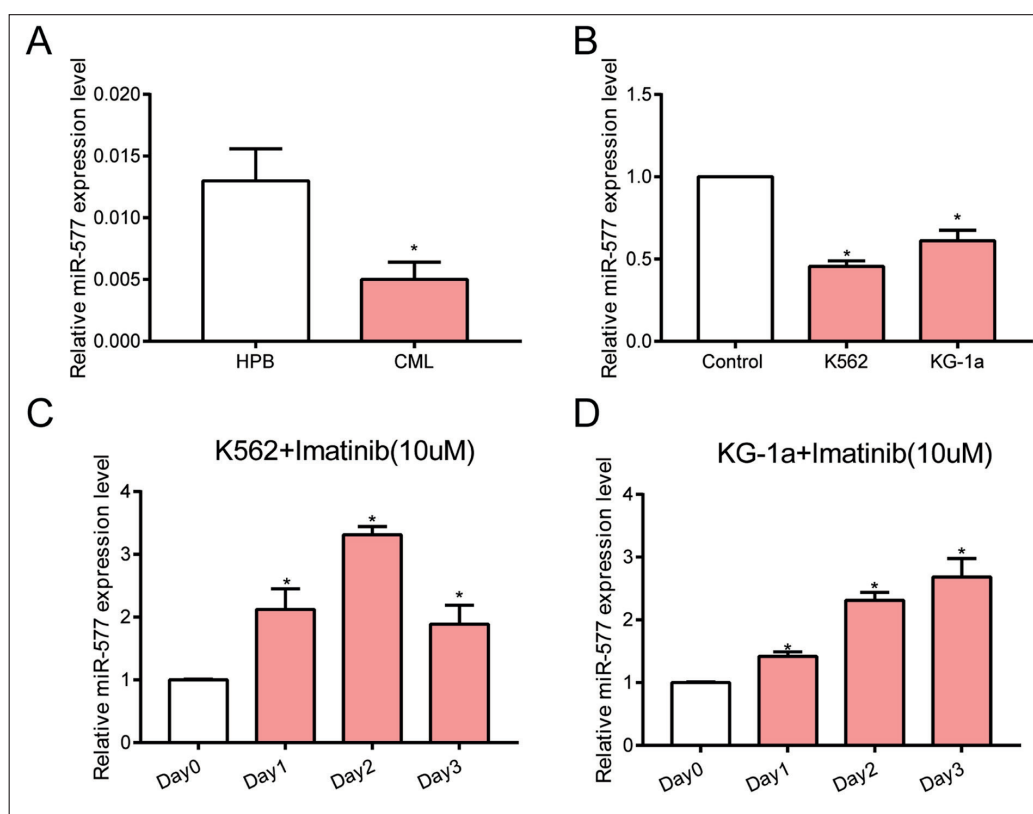 A
Relative miR-577 expression level
0.020
0.015
0.010
0.005
0.000
*
HPB
CML
B
Relative miR-577 expression level
1.5
1.0
0.5
0.0
*
*
Control
K562
KG-1a
C
K562+Imatinib(10uM)
Relative miR-577 expression level
4
3
2
1
0
*
*
*
Day0
Day1
Day2
Day3
D
KG-1a+Imatinib(10uM)
Relative miR-577 expression level
4
3
2
1
0
*
*
*
Day0
Day1
Day2
Day3